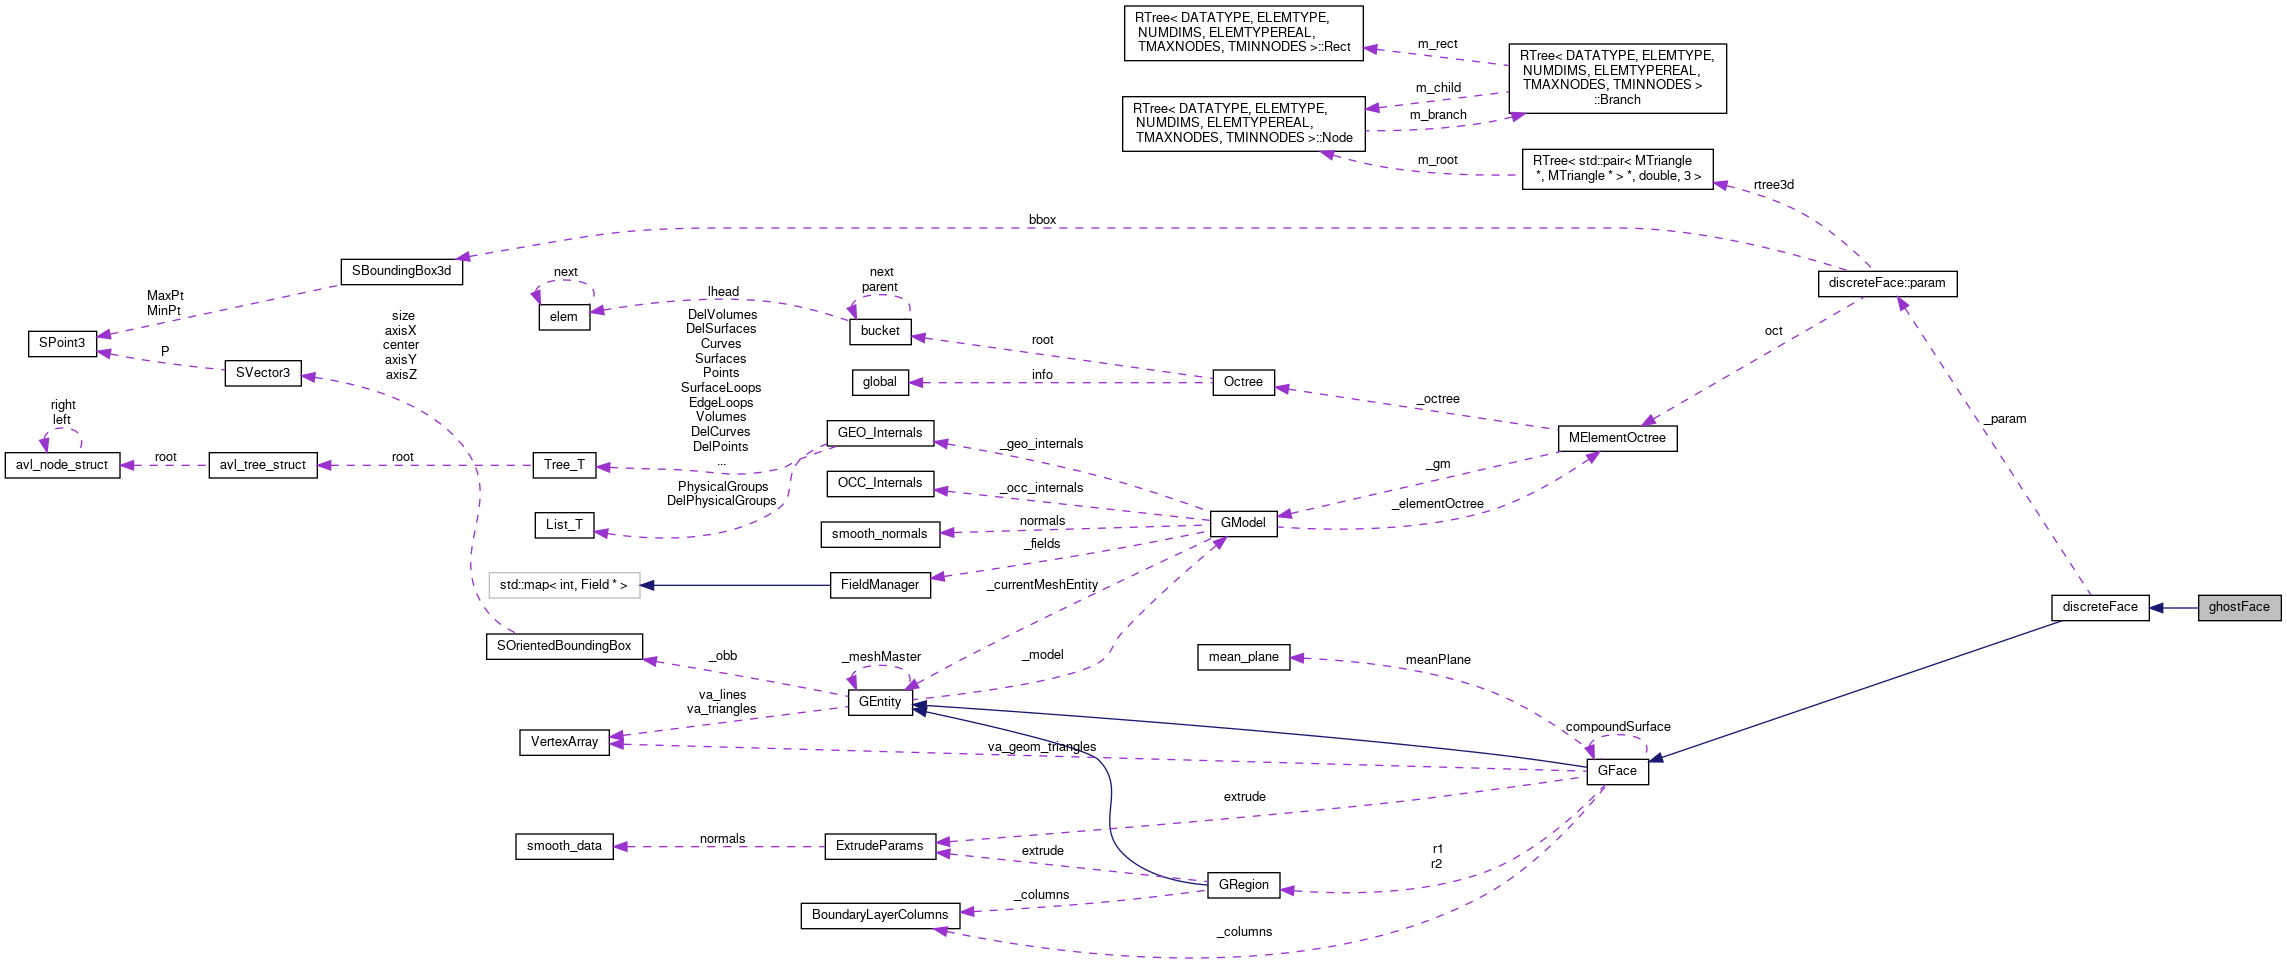 RTree< DATATYPE, ELEMTYPE,
NUMDIMS, ELEMTYPEREAL,
TMAXNODES, TMINNODES >::Rect
m_rect
RTree< DATATYPE, ELEMTYPE,
NUMDIMS, ELEMTYPEREAL,
TMAXNODES, TMINNODES >
::Branch
m_child
m_branch
RTree< DATATYPE, ELEMTYPE,
NUMDIMS, ELEMTYPEREAL,
TMAXNODES, TMINNODES >::Node
m_root
RTree< std::pair< MTriangle
*, MTriangle * > *, double, 3 >
rtree3d
bbox
SBoundingBox3d
discreteFace::param
MaxPt
MinPt
next
elem
lhead
next
parent
bucket
root
oct
SPoint3
P
SVector3
size
axisX
center
axisY
axisZ
DelVolumes
DelSurfaces
Curves
Surfaces
Points
SurfaceLoops
EdgeLoops
Volumes
DelCurves
DelPoints
...
global
info
Octree
_octree
_param
right
left
avl_node_struct
root
avl_tree_struct
root
Tree_T
GEO_Internals
_geo_internals
MElementOctree
PhysicalGroups
DelPhysicalGroups
OCC_Internals
_occ_internals
_gm
_elementOctree
List_T
smooth_normals
normals
GModel
_fields
std::map< int, Field * >
FieldManager
_currentMeshEntity
discreteFace
ghostFace
SOrientedBoundingBox
_obb
_meshMaster
_model
mean_plane
meanPlane
GEntity
va_lines
va_triangles
VertexArray
va_geom_triangles
compoundSurface
GFace
extrude
smooth_data
normals
ExtrudeParams
extrude
r1
r2
GRegion
_columns
BoundaryLayerColumns
_columns